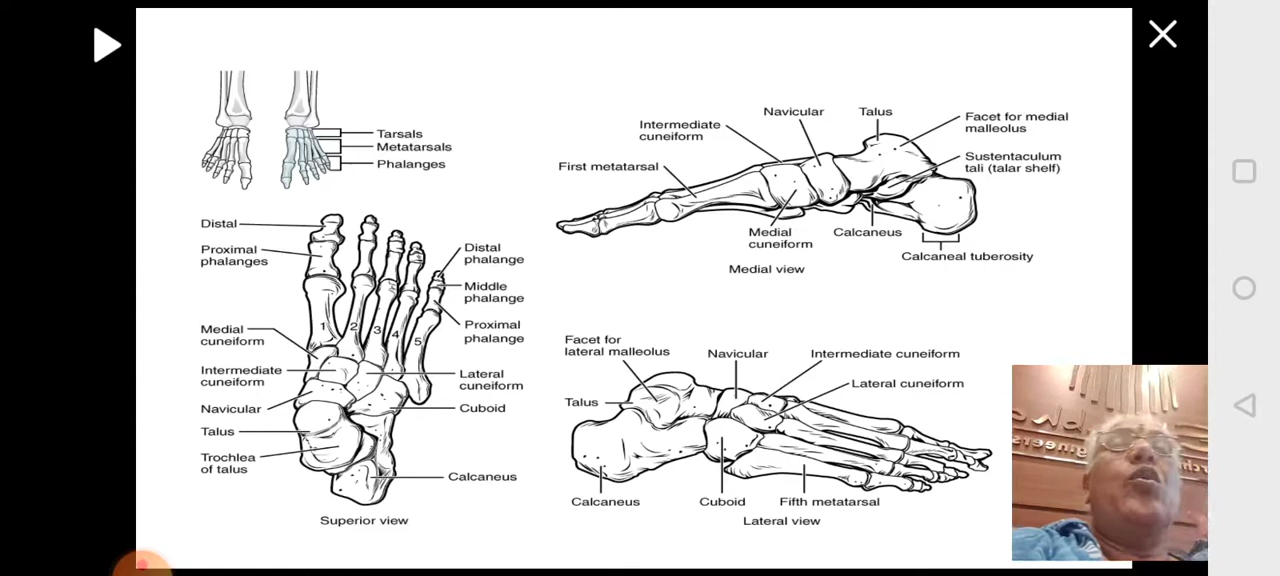 Tarsals
Metatarsals
Phalanges
Distal
Proximal
phalanges
Distal
phalange
Middle
phalange
Proximal
phalange
1
2
3
4
5
Medial
cuneiform
Intermediate
cuneiform
Navicular
Talus
Trochlea
of talus
Lateral
cuneiform
Cuboid
Calcaneus
Superior view
Navicular
Talus
Intermediate
cuneiform
First metatarsal
Facet for medial
malleolus
Sustentaculum
tali (talar shelf)
Medial
cuneiform
Calcaneus
Calcaneal tuberosity
Medial view
Facet for
lateral malleolus
Navicular
Intermediate cuneiform
Lateral cuneiform
Talus
Calcaneus
Cuboid
Fifth metatarsal
Lateral view